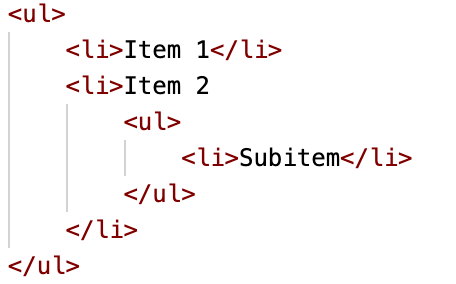 <ul>
    <li>Item 1</li>
    <li>Item 2
        <ul>
            <li>Subitem</li>
        </ul>
    </li>
</ul>